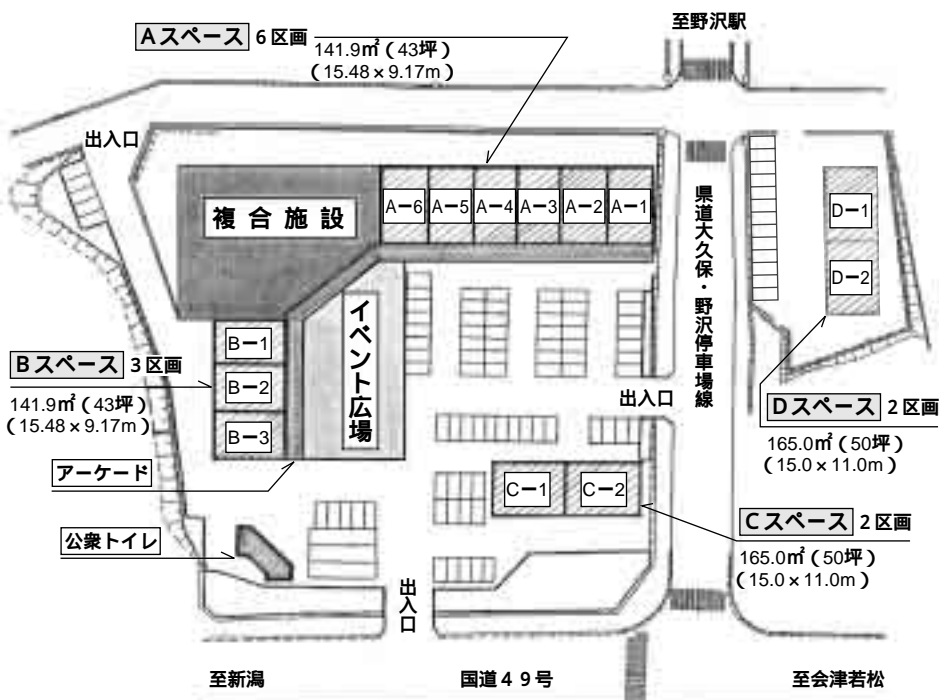 至野沢駅
Aスペース 6区画
141.9㎡(43坪)
(15.48×9.17m)
出入口
複合施設
A−6 A−5 A−4 A−3 A−2 A−1
県道大久保・野沢停車場線
D−1
D−2
イベント広場
B−1
B−2
B−3
Bスペース 3区画
141.9㎡(43坪)
(15.48×9.17m)
出入口
Dスペース 2区画
165.0㎡(50坪)
(15.0×11.0m)
アーケード
C−1 C−2
Cスペース 2区画
165.0㎡(50坪)
(15.0×11.0m)
公衆トイレ
出入口
至新潟 国道49号 至会津若松